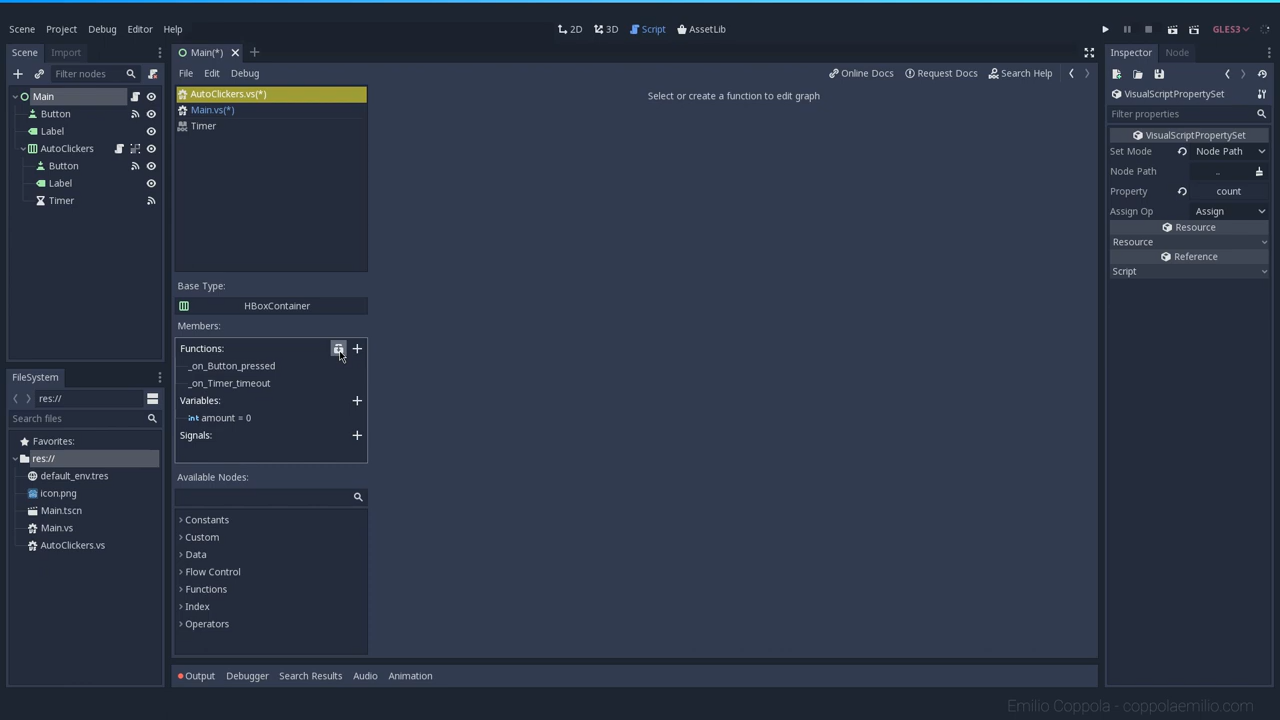 Scene Project Debug Editor Help
2D 3D Script AssetLib
GLES3
Scene Import
Filter nodes
Main
Button
Label
AutoClickers
Button
Label
Timer
FileSystem
res://
Search files
Favorites:
res://
default_env.tres
icon.png
Main.tscn
Main.vs
AutoClickers.vs
Main(*)
File Edit Debug
Online Docs Request Docs Search Help
AutoClickers.vs(*)
Main.vs(*)
Timer
Select or create a function to edit graph
Base Type:
HBoxContainer
Members:
Functions:
_on_Button_pressed
_on_Timer_timeout
Variables:
int amount = 0
Signals:
Available Nodes:
Constants
Custom
Data
Flow Control
Functions
Index
Operators
Output Debugger Search Results Audio Animation
Inspector Node
VisualScriptPropertySet
Filter properties
VisualScriptPropertySet
Set Mode Node Path
Node Path ..
Property count
Assign Op Assign
Resource
Resource
Reference
Script
Emilio Coppola - coppolaemilio.com